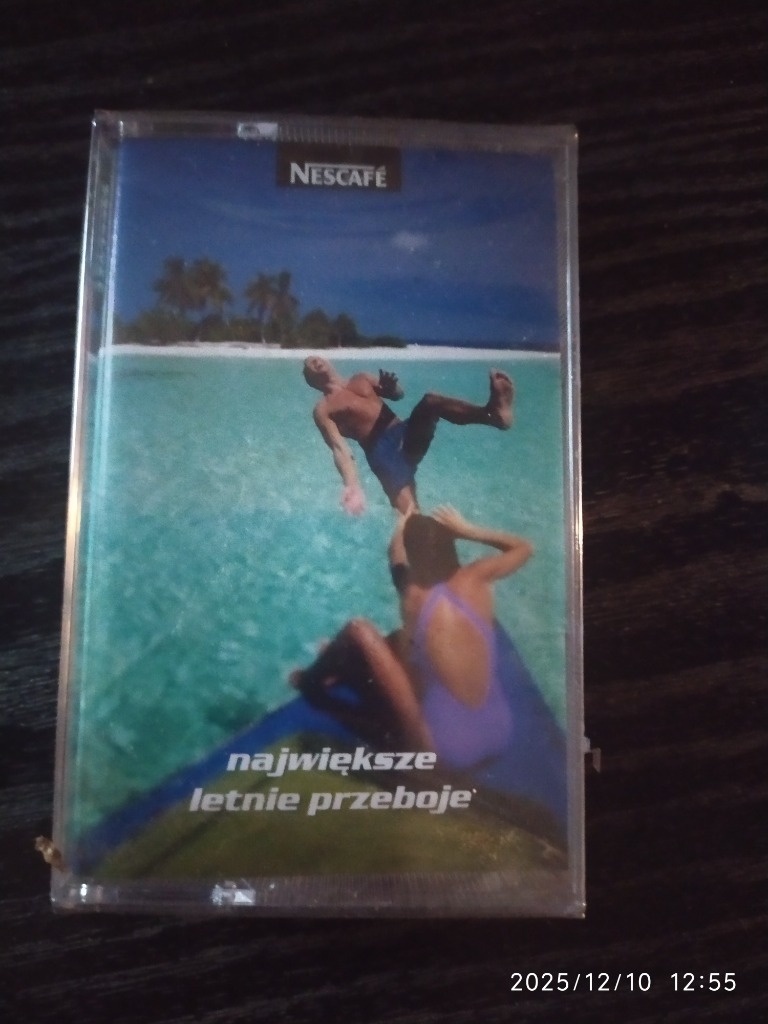 NESCAFÉ
największe
letnie przeboje
2025/12/10 12:55